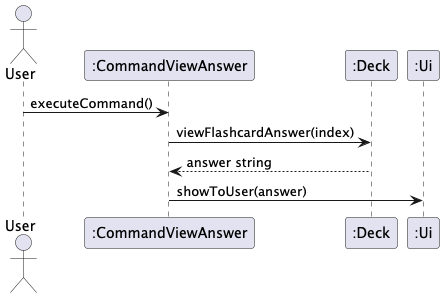 User
:CommandViewAnswer
:Deck
:Ui
executeCommand()
viewFlashcardAnswer(index)
answer string
showToUser(answer)
User
:CommandViewAnswer
:Deck
:Ui